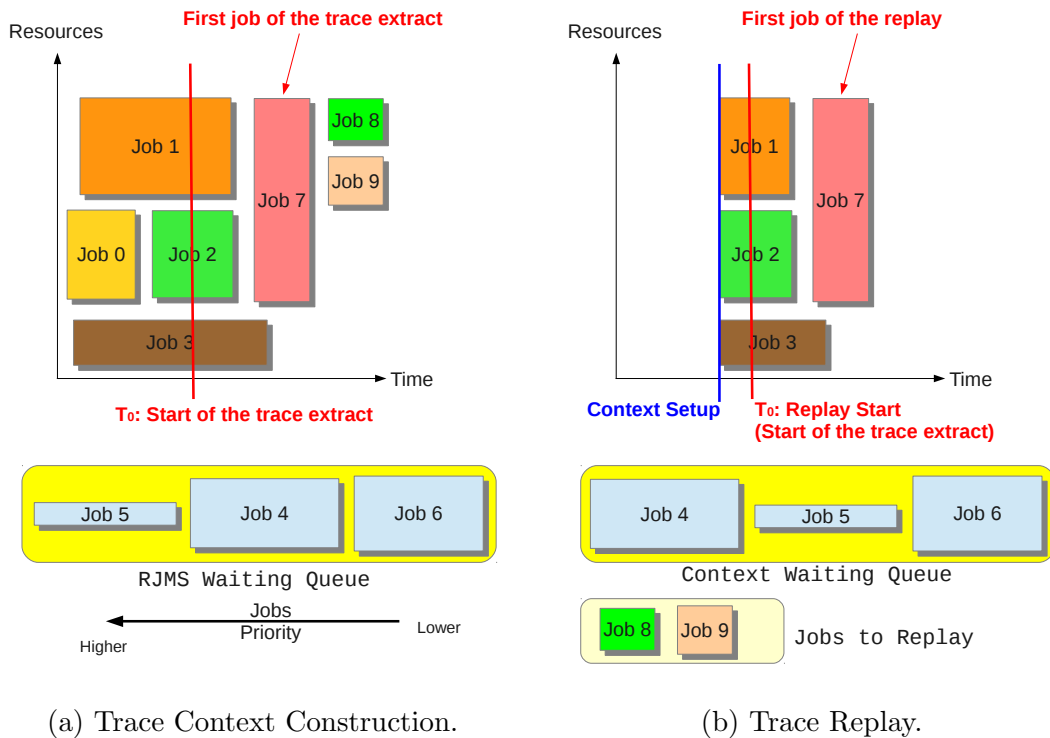 First job of the trace extract
Resources
Job 1
Job 8
Job 9
Job 7
Job 0
Job 2
Job 3
Time
T₀: Start of the trace extract
Job 5
Job 4
Job 6
RJMS Waiting Queue
Jobs
Priority
Higher
Lower
(a) Trace Context Construction.
First job of the replay
Resources
Job 1
Job 7
Job 2
Job 3
Time
Context Setup
T₀: Replay Start
(Start of the trace extract)
Job 4
Job 5
Job 6
Context Waiting Queue
Job 8
Job 9
Jobs to Replay
(b) Trace Replay.